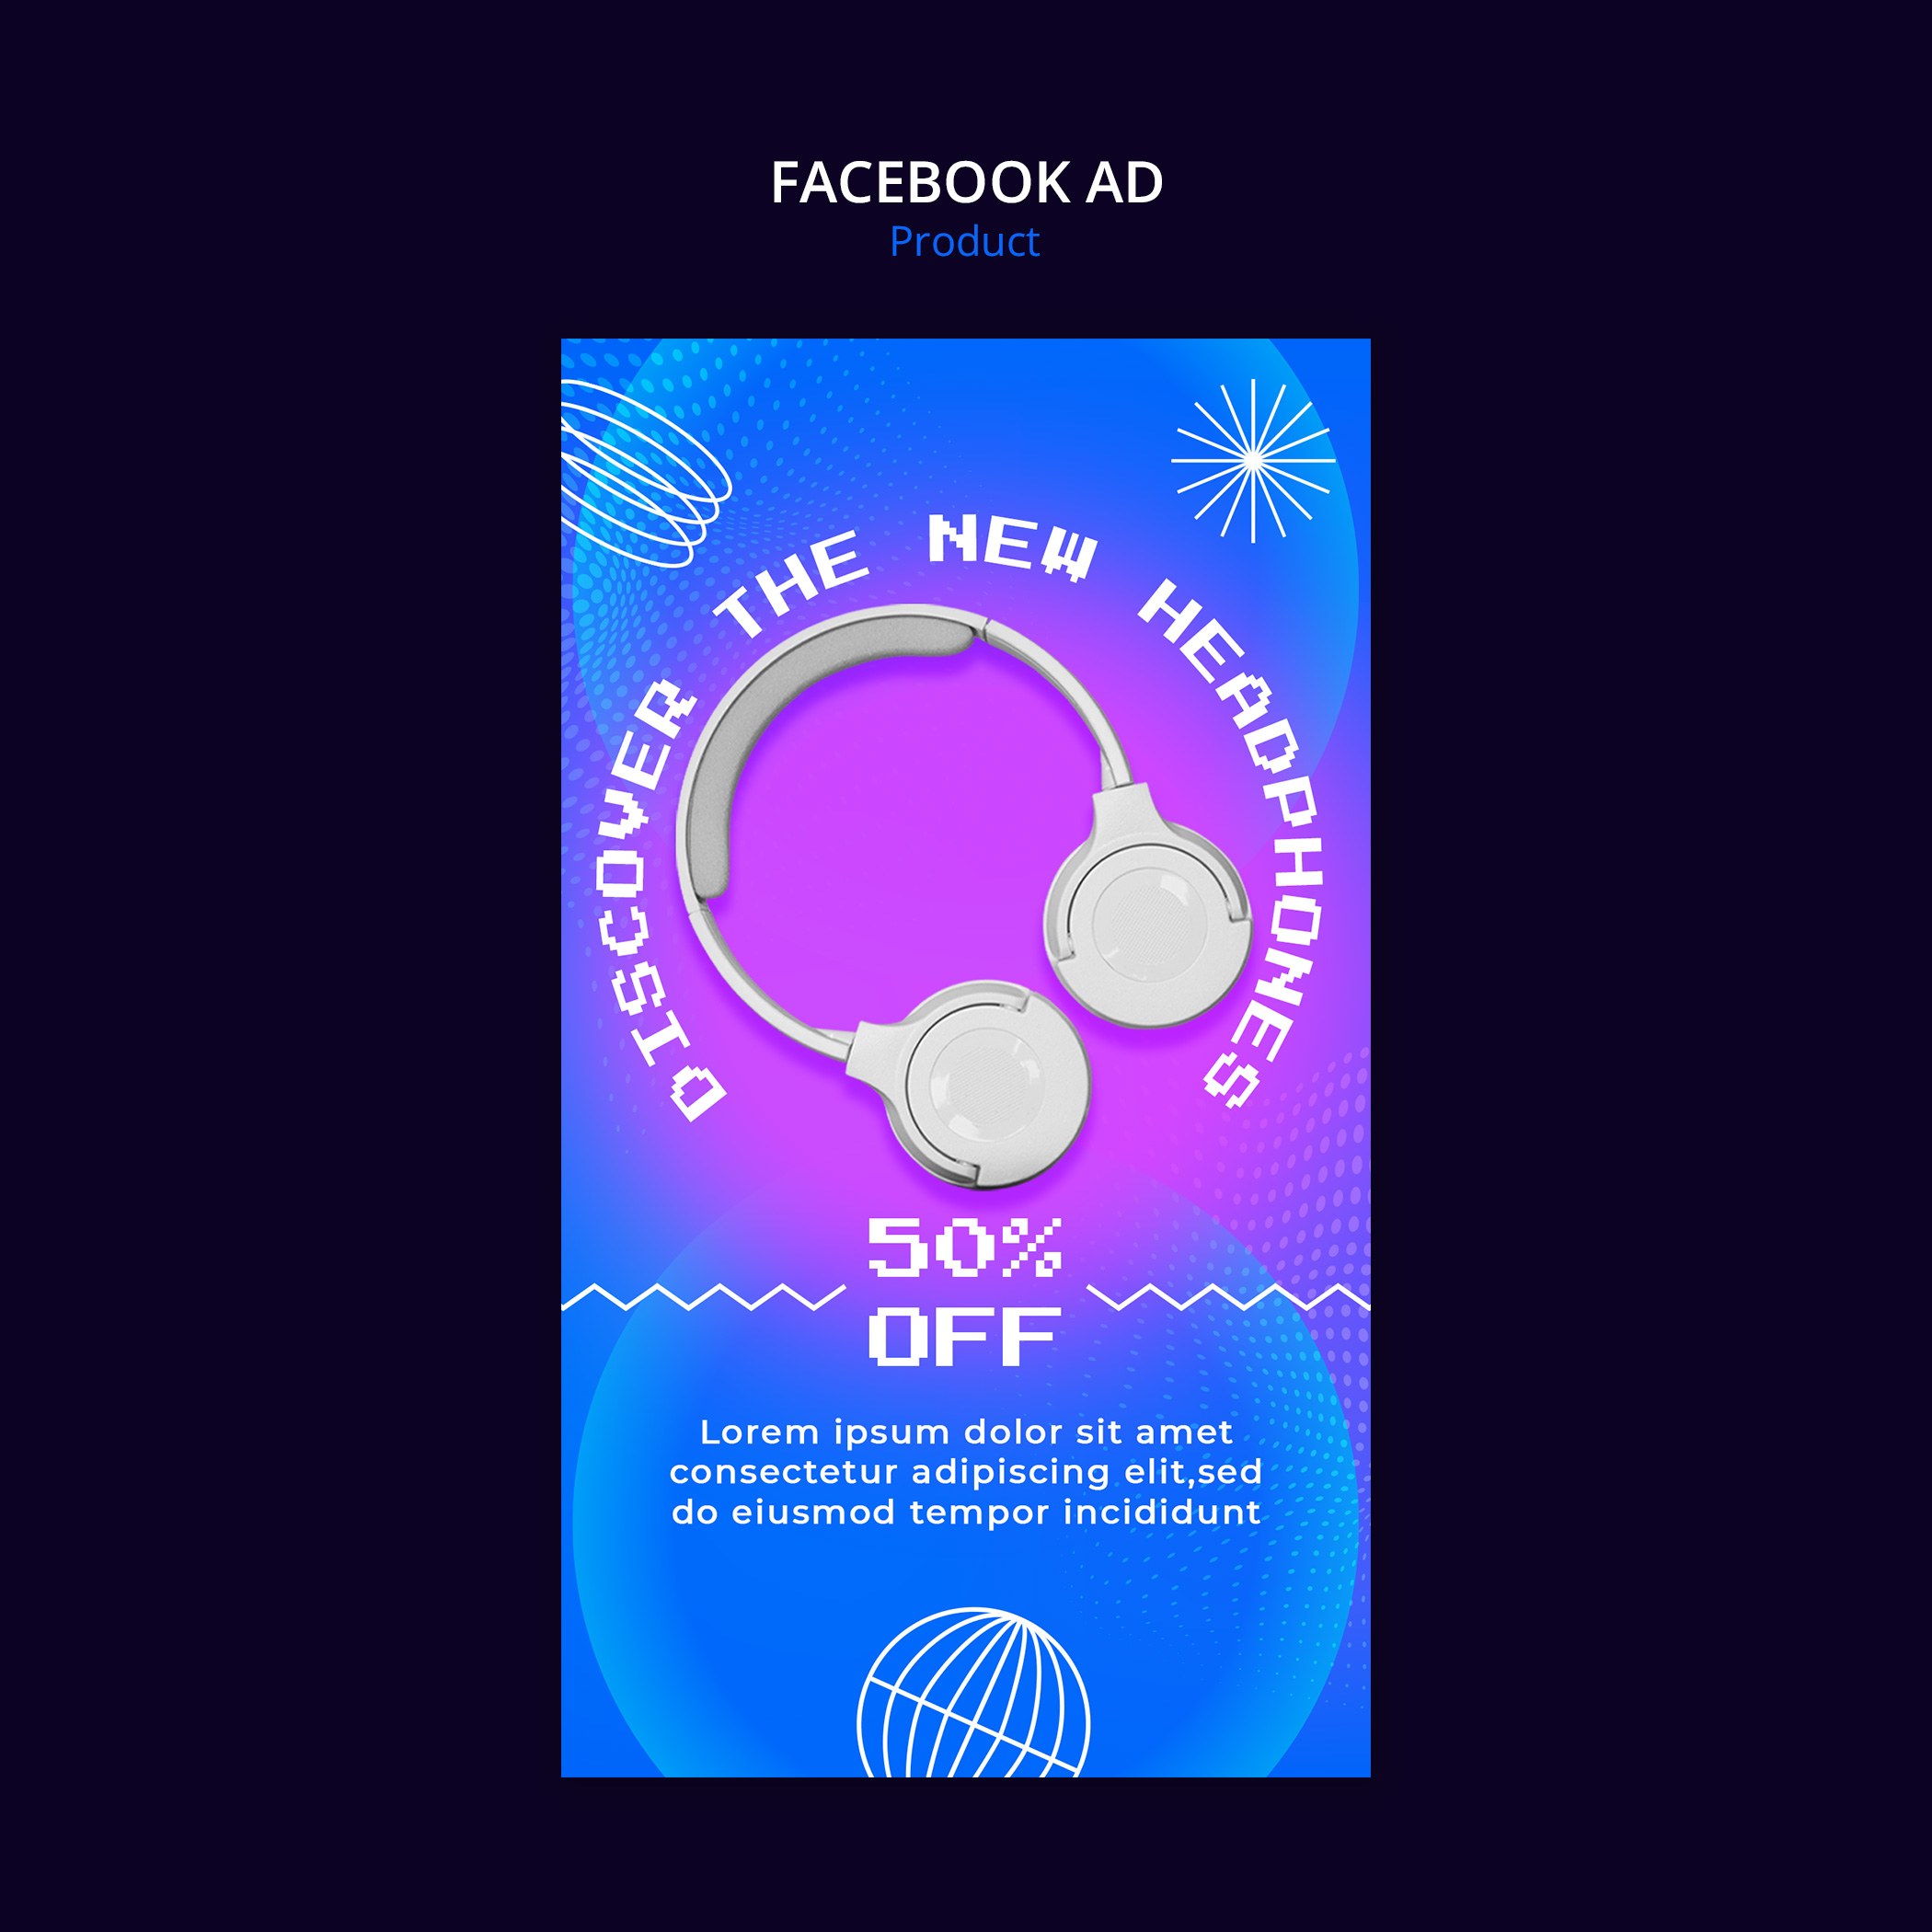 FACEBOOK AD
Product
DISCOVER THE NEW HEADPHONES
50%
OFF
Lorem ipsum dolor sit amet
consectetur adipiscing elit,sed
do eiusmod tempor incididunt